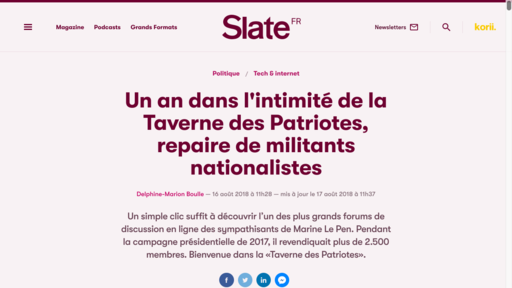 Magazine Podcasts Grands Formats Slate FR Newsletters korii.
Politique / Tech & internet
Un an dans l'intimité de la
Taverne des Patriotes,
repaire de militants
nationalistes
Delphine-Marion Boulle — 16 août 2018 à 11h28 — mis à jour le 17 août 2018 à 11h37
Un simple clic suffit à découvrir l'un des plus grands forums de
discussion en ligne des sympathisants de Marine Le Pen. Pendant
la campagne présidentielle de 2017, il revendiquait plus de 2.500
membres. Bienvenue dans la «Taverne des Patriotes».